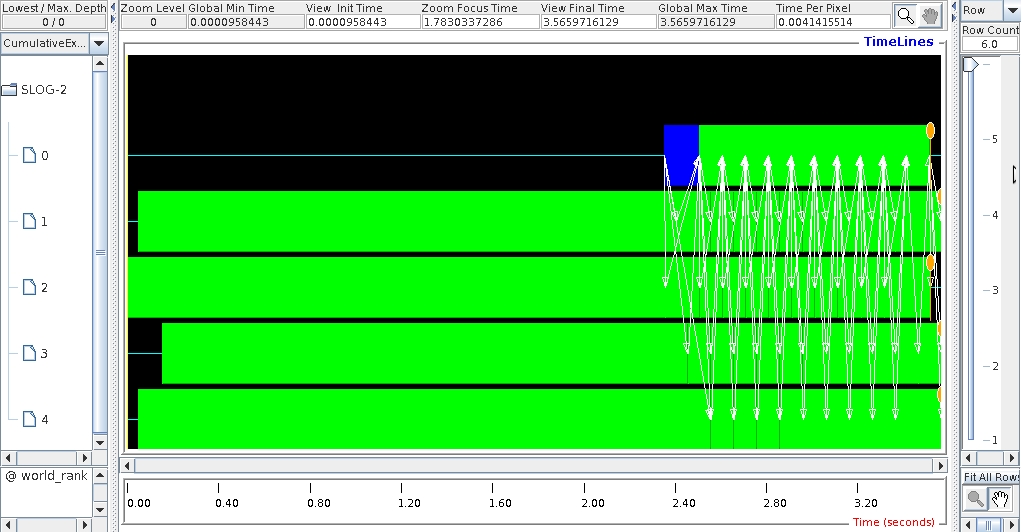 Lowest / Max. Depth
0 / 0
Zoom Level
0
Global Min Time
0.0000958443
View Init Time
0.0000958443
Zoom Focus Time
1.7830337286
View Final Time
3.5659716129
Global Max Time
3.5659716129
Time Per Pixel
0.0041415514
Row
Row Count
6.0
CumulativeEx...
TimeLines
SLOG-2
0
1
2
3
4
5
4
3
2
1
@ world_rank
Fit All Rows
0.00 0.40 0.80 1.20 1.60 2.00 2.40 2.80 3.20
Time (seconds)